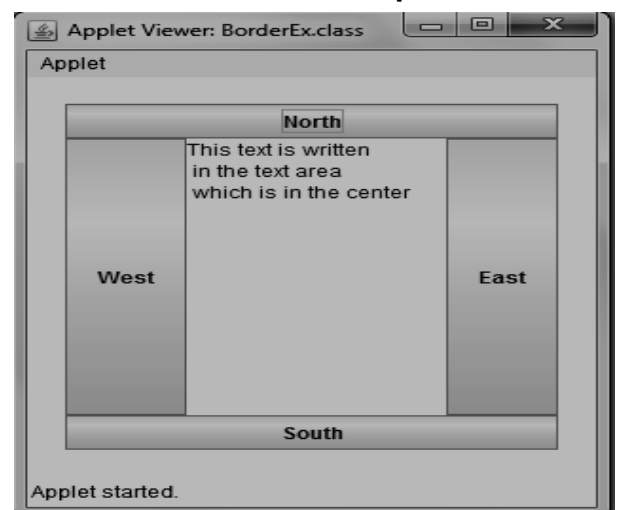 Applet Viewer: BorderEx.class
Applet
North
This text is written
in the text area
which is in the center
West
East
South
Applet started.